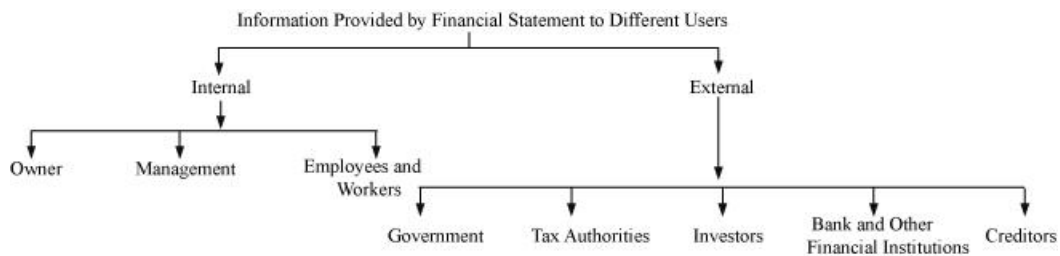 Information Provided by Financial Statement to Different Users
Internal
External
Owner
Management
Employees and
Workers
Government
Tax Authorities
Investors
Bank and Other
Financial Institutions
Creditors